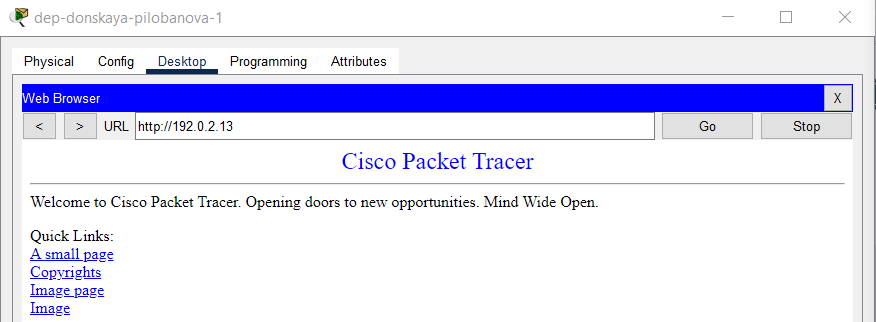 dep-donskaya-pilobanova-1
Physical Config Desktop Programming Attributes
Web Browser X
< > URL http://192.0.2.13 Go Stop
Cisco Packet Tracer
Welcome to Cisco Packet Tracer. Opening doors to new opportunities. Mind Wide Open.
Quick Links:
A small page
Copyrights
Image page
Image